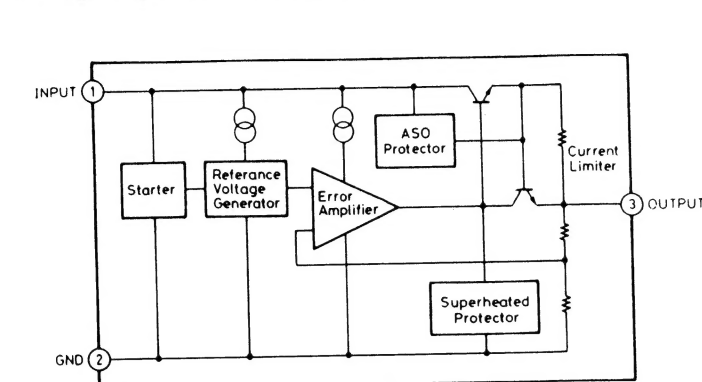 INPUT 1
ASO
Protector
Current
Limiter
Starter
Referance
Voltage
Generator
Error
Amplifier
3 OUTPUT
Superheated
Protector
GND 2